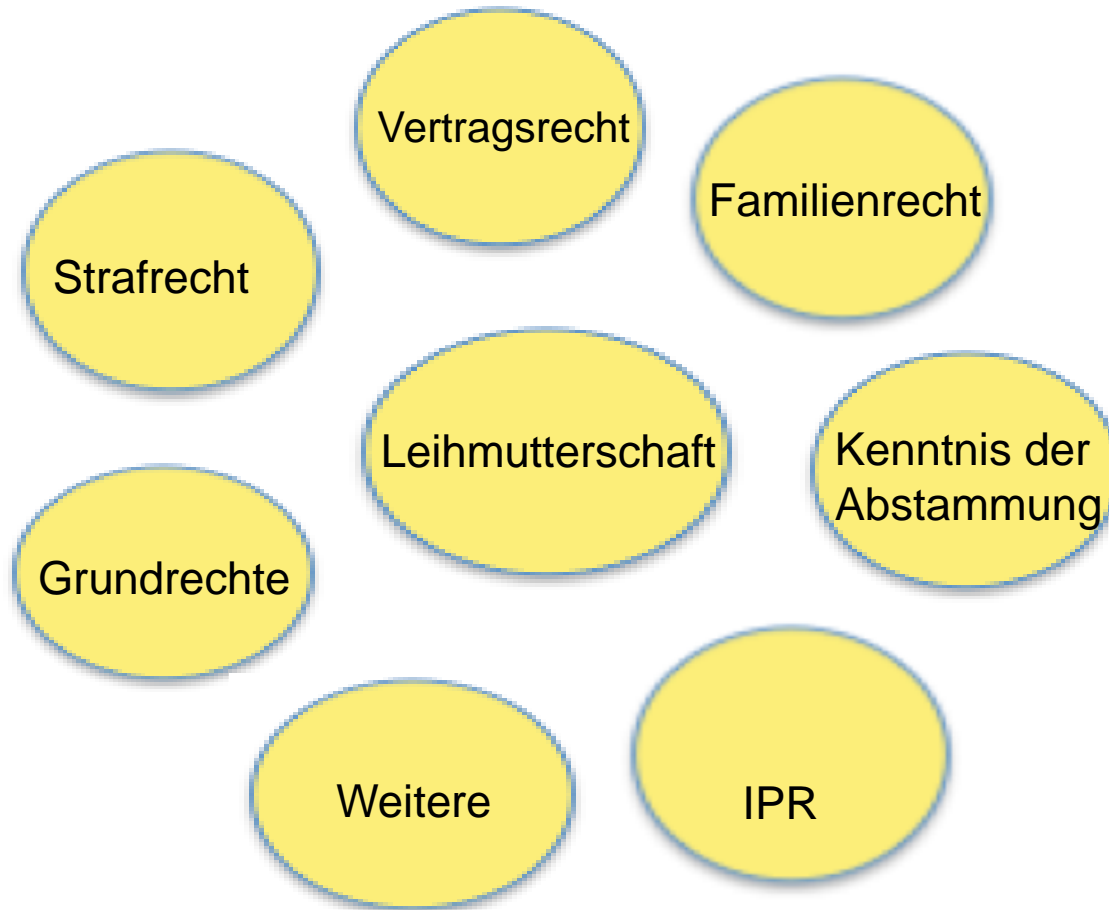 Vertragsrecht
Familienrecht
Strafrecht
Leihmutterschaft
Kenntnis der
Abstammung
Grundrechte
Weitere
IPR